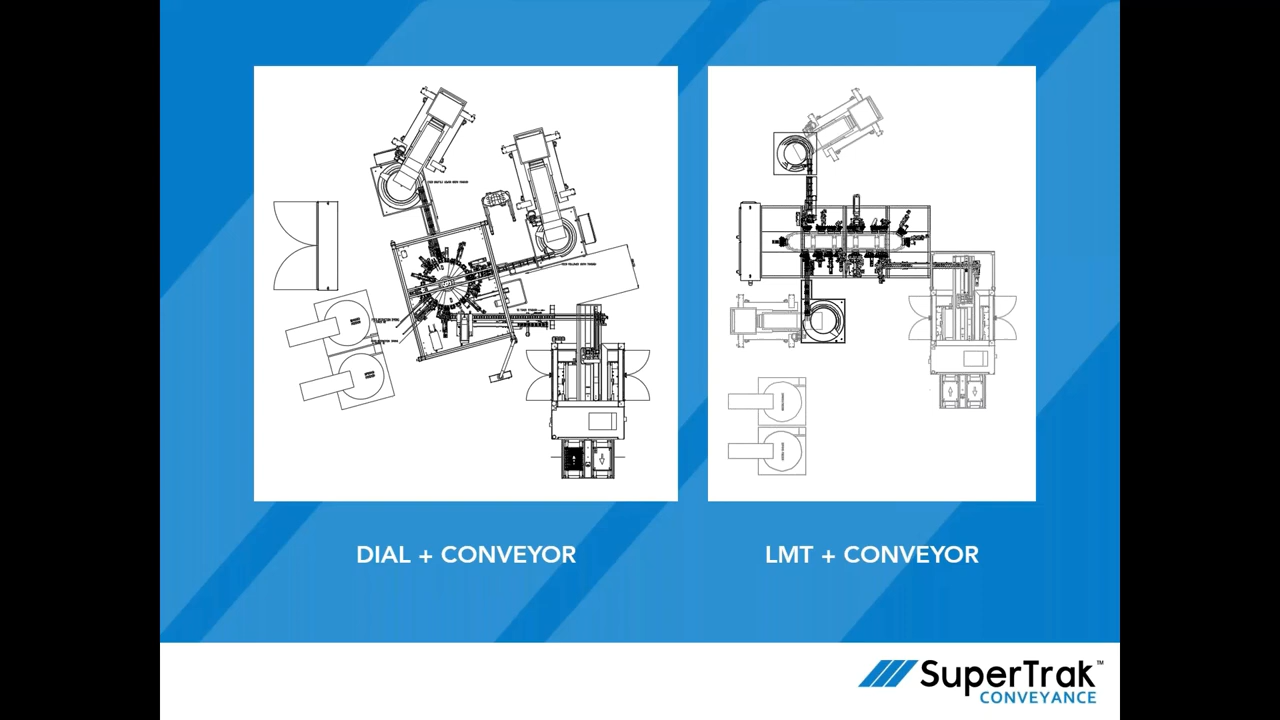 DIAL + CONVEYOR
LMT + CONVEYOR
SuperTrak™
CONVEYANCE